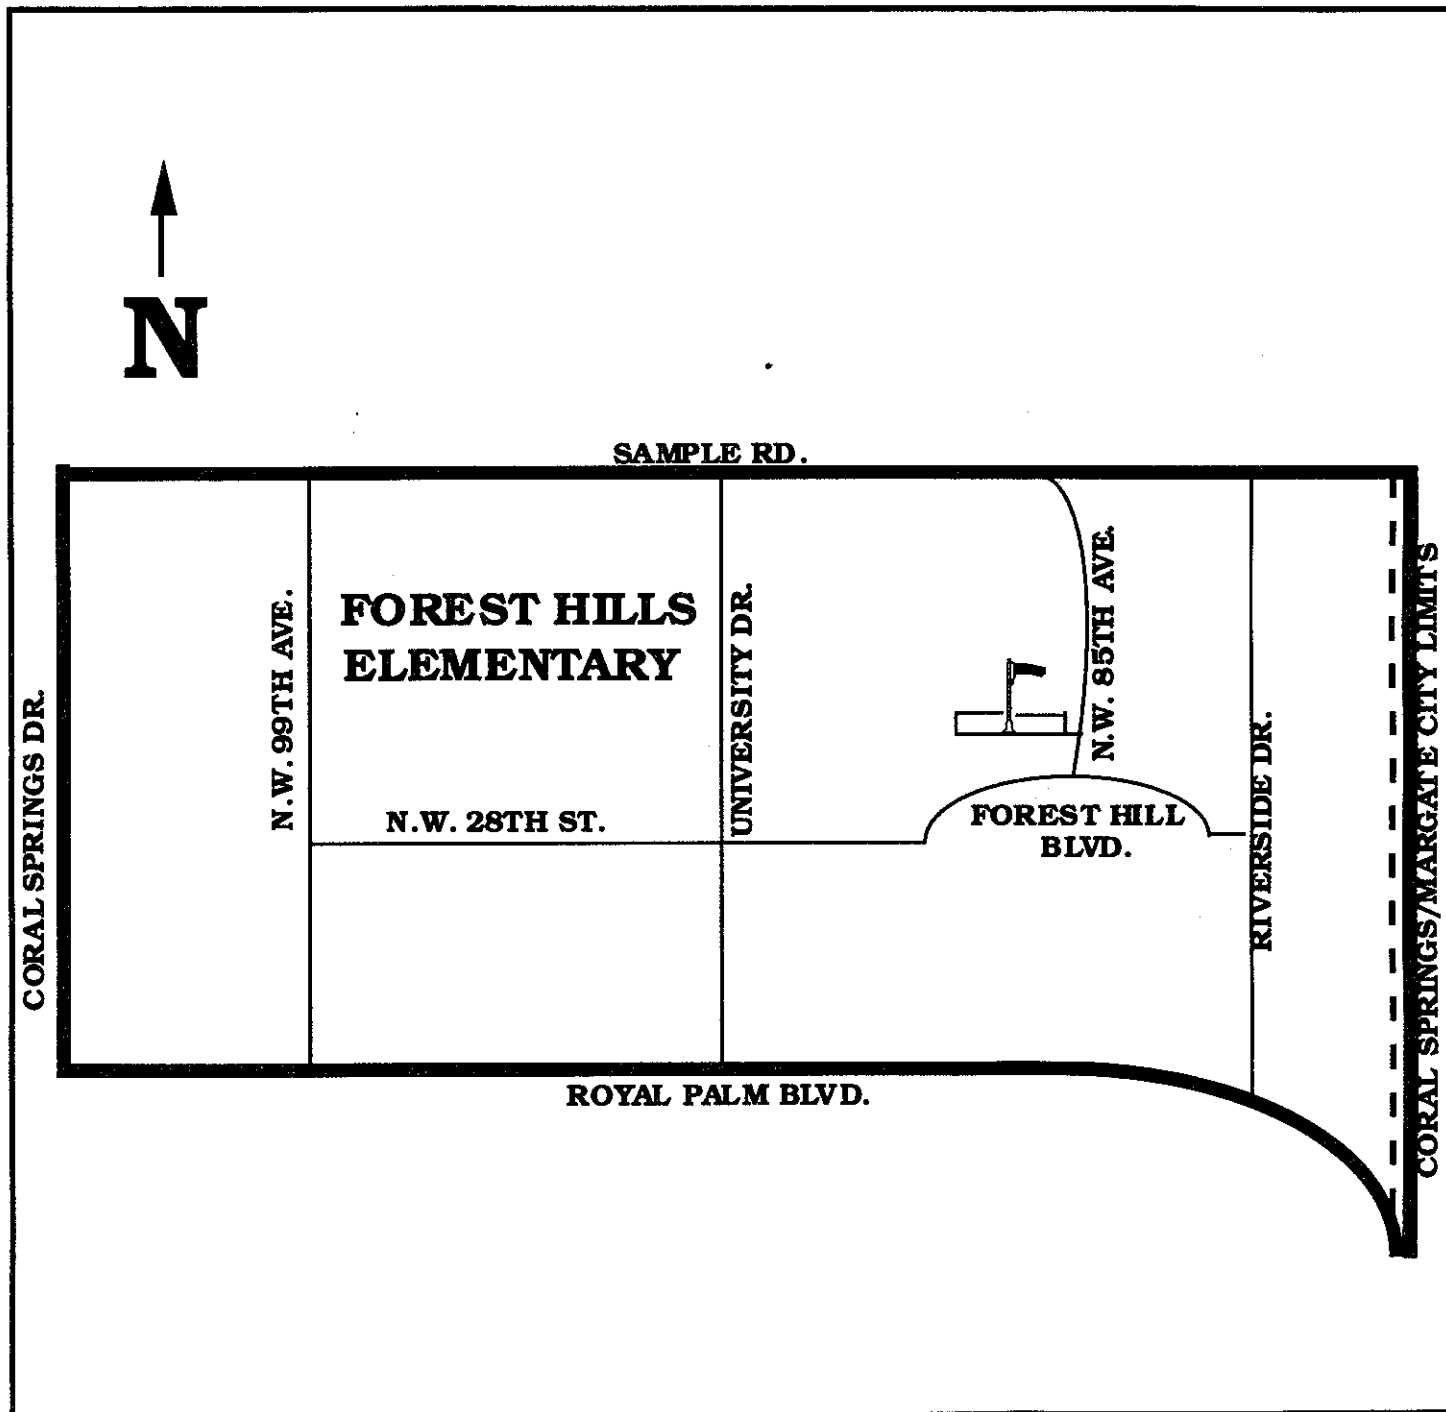 N
SAMPLE RD.
FOREST HILLS
ELEMENTARY
CORAL SPRINGS DR.
N.W. 99TH AVE.
UNIVERSITY DR.
N.W. 85TH AVE.
RIVERSIDE DR.
CORAL SPRINGS/MARGATE CITY LIMITS
N.W. 28TH ST.
FOREST HILL
BLVD.
ROYAL PALM BLVD.